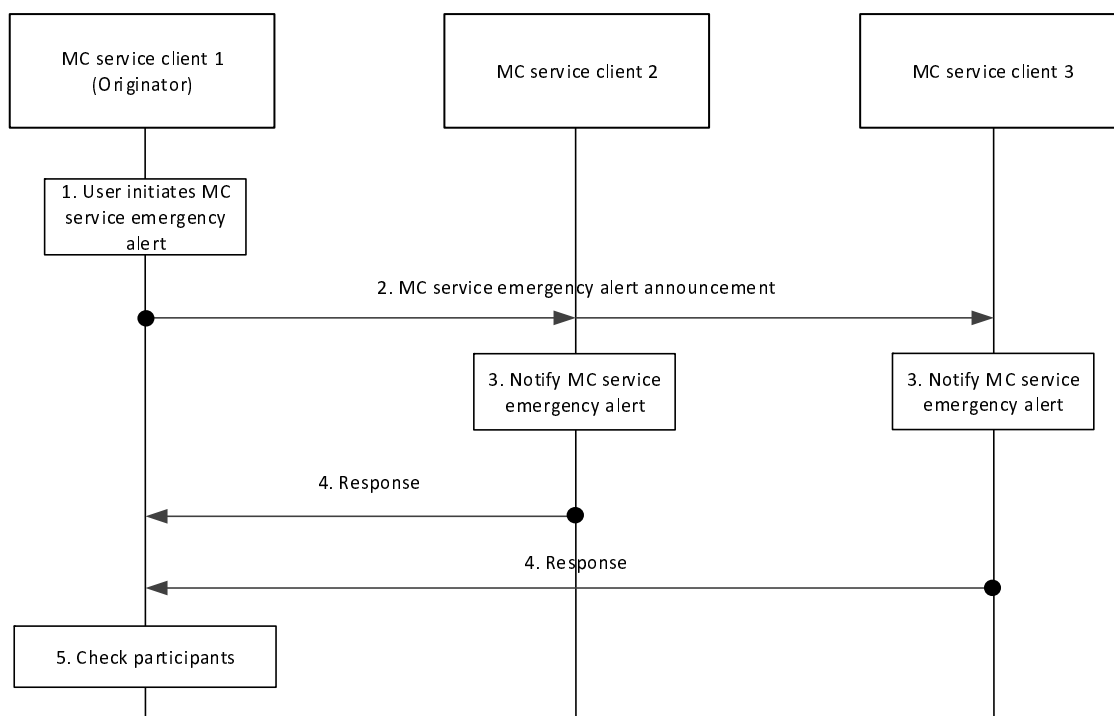 MC service client 1
(Originator)
MC service client 2
MC service client 3
1. User initiates MC
service emergency
alert
2. MC service emergency alert announcement
3. Notify MC service
emergency alert
3. Notify MC service
emergency alert
4. Response
4. Response
5. Check participants